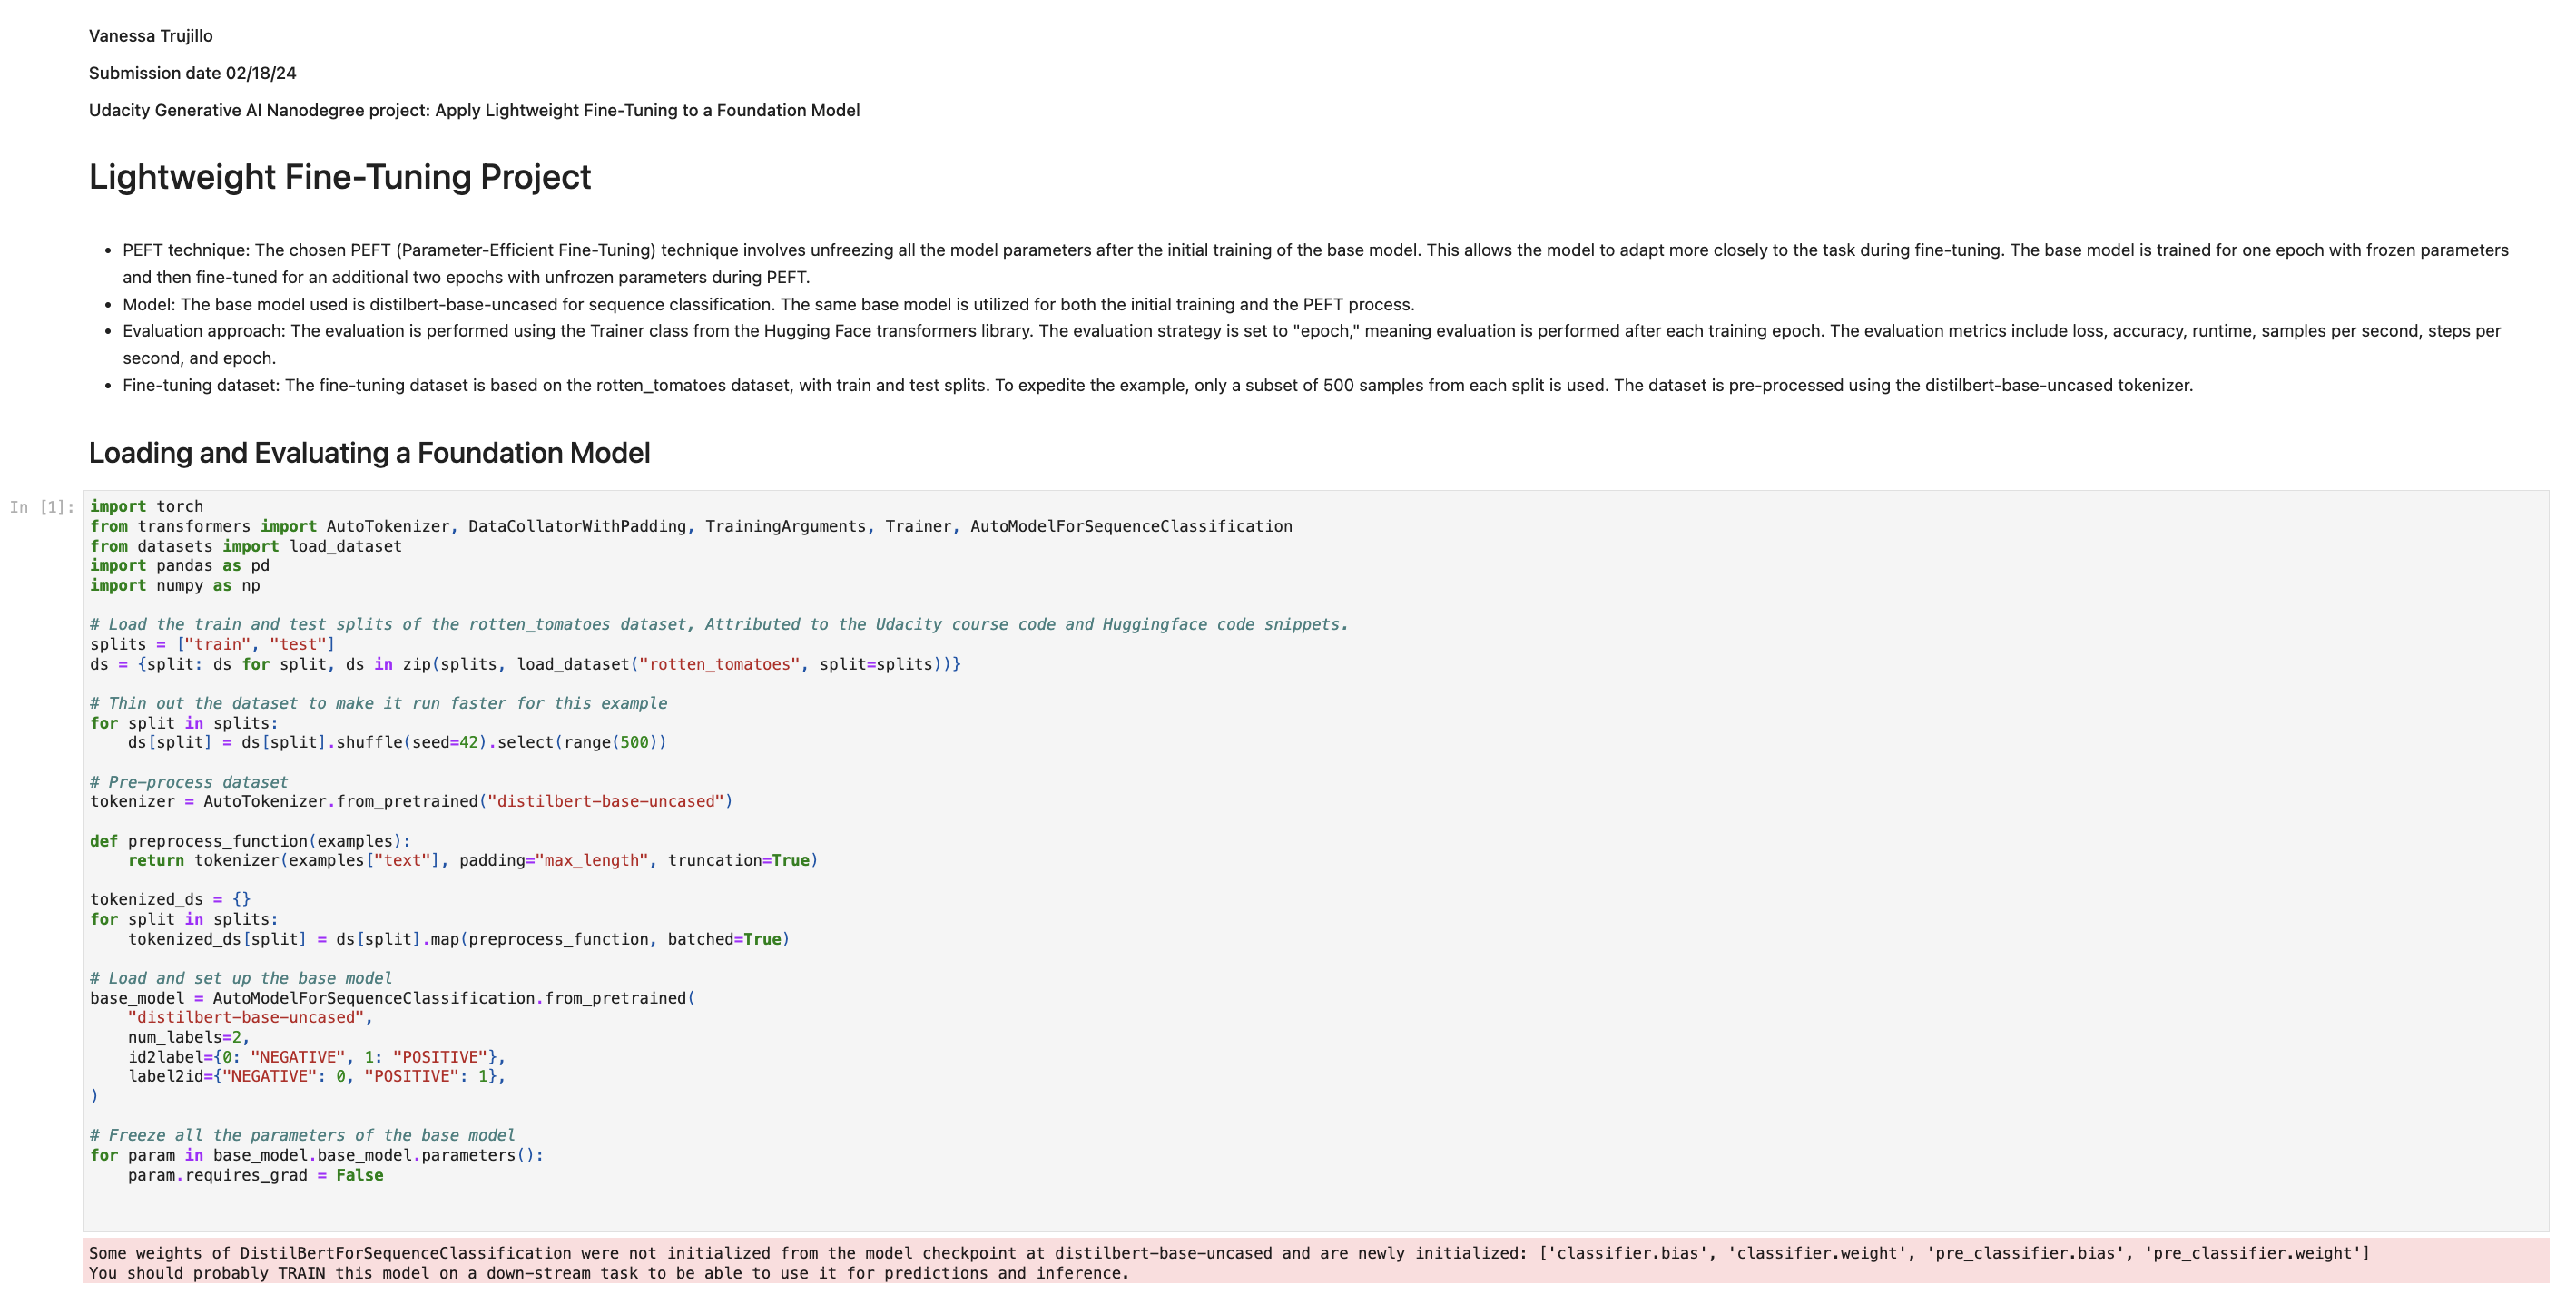 Vanessa Trujillo
Submission date 02/18/24
Udacity Generative AI Nanodegree project: Apply Lightweight Fine-Tuning to a Foundation Model
Lightweight Fine-Tuning Project
• PEFT technique: The chosen PEFT (Parameter-Efficient Fine-Tuning) technique involves unfreezing all the model parameters after the initial training of the base model. This allows the model to adapt more closely to the task during fine-tuning. The base model is trained for one epoch with frozen parameters
and then fine-tuned for an additional two epochs with unfrozen parameters during PEFT.
• Model: The base model used is distilbert-base-uncased for sequence classification. The same base model is utilized for both the initial training and the PEFT process.
• Evaluation approach: The evaluation is performed using the Trainer class from the Hugging Face transformers library. The evaluation strategy is set to "epoch," meaning evaluation is performed after each training epoch. The evaluation metrics include loss, accuracy, runtime, samples per second, steps per
second, and epoch.
• Fine-tuning dataset: The fine-tuning dataset is based on the rotten_tomatoes dataset, with train and test splits. To expedite the example, only a subset of 500 samples from each split is used. The dataset is pre-processed using the distilbert-base-uncased tokenizer.
Loading and Evaluating a Foundation Model
In [1]:
import torch
from transformers import AutoTokenizer, DataCollatorWithPadding, TrainingArguments, Trainer, AutoModelForSequenceClassification
from datasets import load_dataset
import pandas as pd
import numpy as np
# Load the train and test splits of the rotten_tomatoes dataset, Attributed to the Udacity course code and Huggingface code snippets.
splits = ["train", "test"]
ds = {split: ds for split, ds in zip(splits, load_dataset("rotten_tomatoes", split=splits))}
# Thin out the dataset to make it run faster for this example
for split in splits:
    ds[split] = ds[split].shuffle(seed=42).select(range(500))
# Pre-process dataset
tokenizer = AutoTokenizer.from_pretrained("distilbert-base-uncased")
def preprocess_function(examples):
    return tokenizer(examples["text"], padding="max_length", truncation=True)
tokenized_ds = {}
for split in splits:
    tokenized_ds[split] = ds[split].map(preprocess_function, batched=True)
# Load and set up the base model
base_model = AutoModelForSequenceClassification.from_pretrained(
    "distilbert-base-uncased",
    num_labels=2,
    id2label={0: "NEGATIVE", 1: "POSITIVE"},
    label2id={"NEGATIVE": 0, "POSITIVE": 1},
)
# Freeze all the parameters of the base model
for param in base_model.base_model.parameters():
    param.requires_grad = False
Some weights of DistilBertForSequenceClassification were not initialized from the model checkpoint at distilbert-base-uncased and are newly initialized: ['classifier.bias', 'classifier.weight', 'pre_classifier.bias', 'pre_classifier.weight']
You should probably TRAIN this model on a down-stream task to be able to use it for predictions and inference.